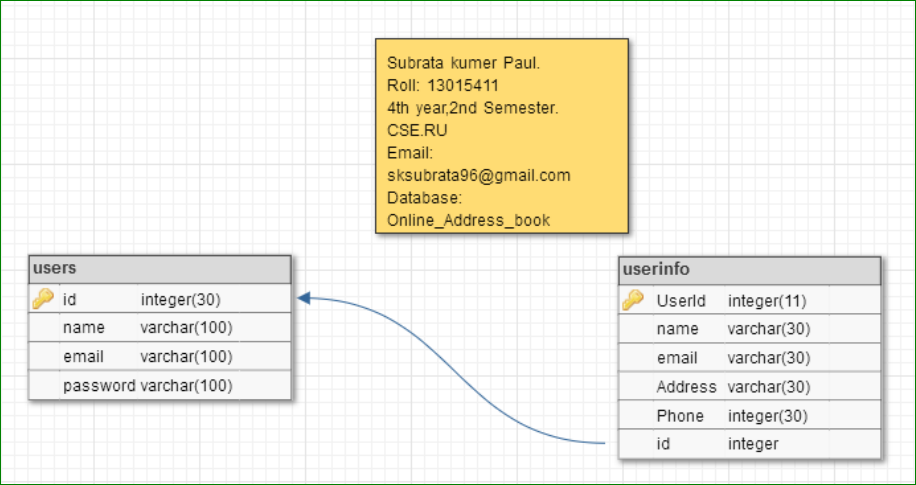 Subrata kumer Paul.
Roll: 13015411
4th year,2nd Semester.
CSE.RU
Email:
sksubrata96@gmail.com
Database:
Online_Address_book
users
id integer(30)
name varchar(100)
email varchar(100)
password varchar(100)
userinfo
UserId integer(11)
name varchar(30)
email varchar(30)
Address varchar(30)
Phone integer(30)
id integer